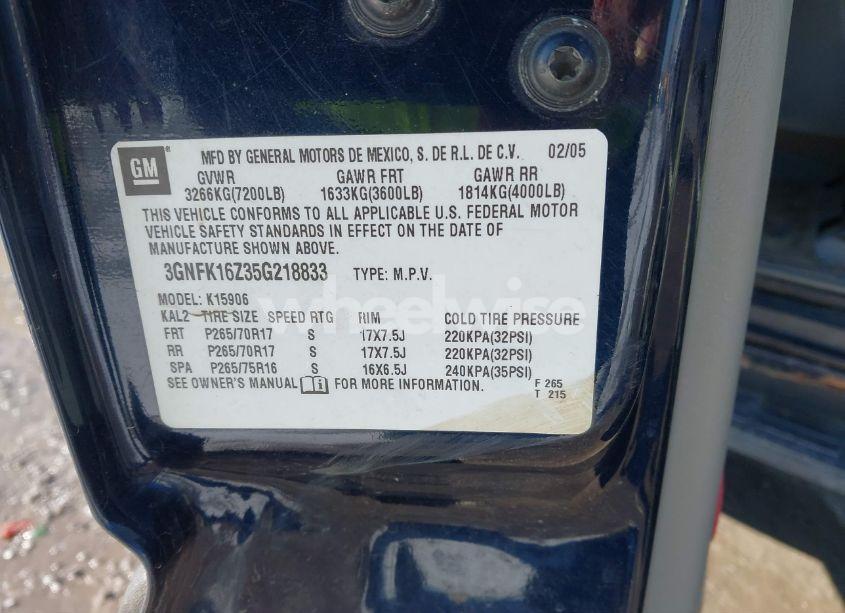 GM MFD BY GENERAL MOTORS DE MEXICO, S. DE R.L. DE C.V. 02/05
GVWR GAWR FRT GAWR RR
3266KG(7200LB) 1633KG(3600LB) 1814KG(4000LB)
THIS VEHICLE CONFORMS TO ALL APPLICABLE U.S. FEDERAL MOTOR
VEHICLE SAFETY STANDARDS IN EFFECT ON THE DATE OF
MANUFACTURE SHOWN ABOVE.
3GNFK16Z35G218833 TYPE: M.P.V.
MODEL: K15906
wheelwise
KAL2 TIRE SIZE SPEED RTG RIM COLD TIRE PRESSURE
FRT P265/70R17 S 17X7.5J 220KPA(32PSI)
RR P265/70R17 S 17X7.5J 220KPA(32PSI)
SPA P265/75R16 S 16X6.5J 240KPA(35PSI)
SEE OWNER'S MANUAL FOR MORE INFORMATION. F 265
T 215